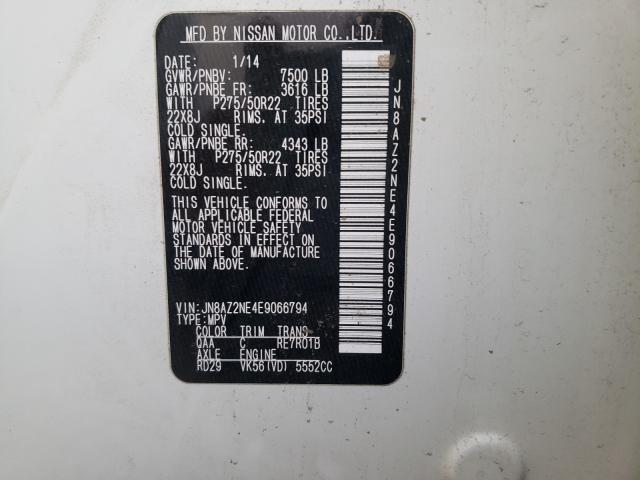 MFD BY NISSAN MOTOR CO.,LTD.
DATE: 1/14
GVWR/PNBV: 7500 LB
GAWR/PNBE FR: 3616 LB
WITH P275/50R22 TIRES
22X8J RIMS. AT 35PSI
COLD SINGLE.
GAWR/PNBE RR: 4343 LB
WITH P275/50R22 TIRES
22X8J RIMS. AT 35PSI
COLD SINGLE.
THIS VEHICLE CONFORMS TO
ALL APPLICABLE FEDERAL
MOTOR VEHICLE SAFETY
STANDARDS IN EFFECT ON
THE DATE OF MANUFACTURE
SHOWN ABOVE.
VIN: JN8AZ2NE4E9066794
TYPE: MPV
COLOR TRIM TRANS
QAA C RE7R01B
AXLE ENGINE
RD29 VK56(VD) 5552CC
JN8AZ2NE4E9066794